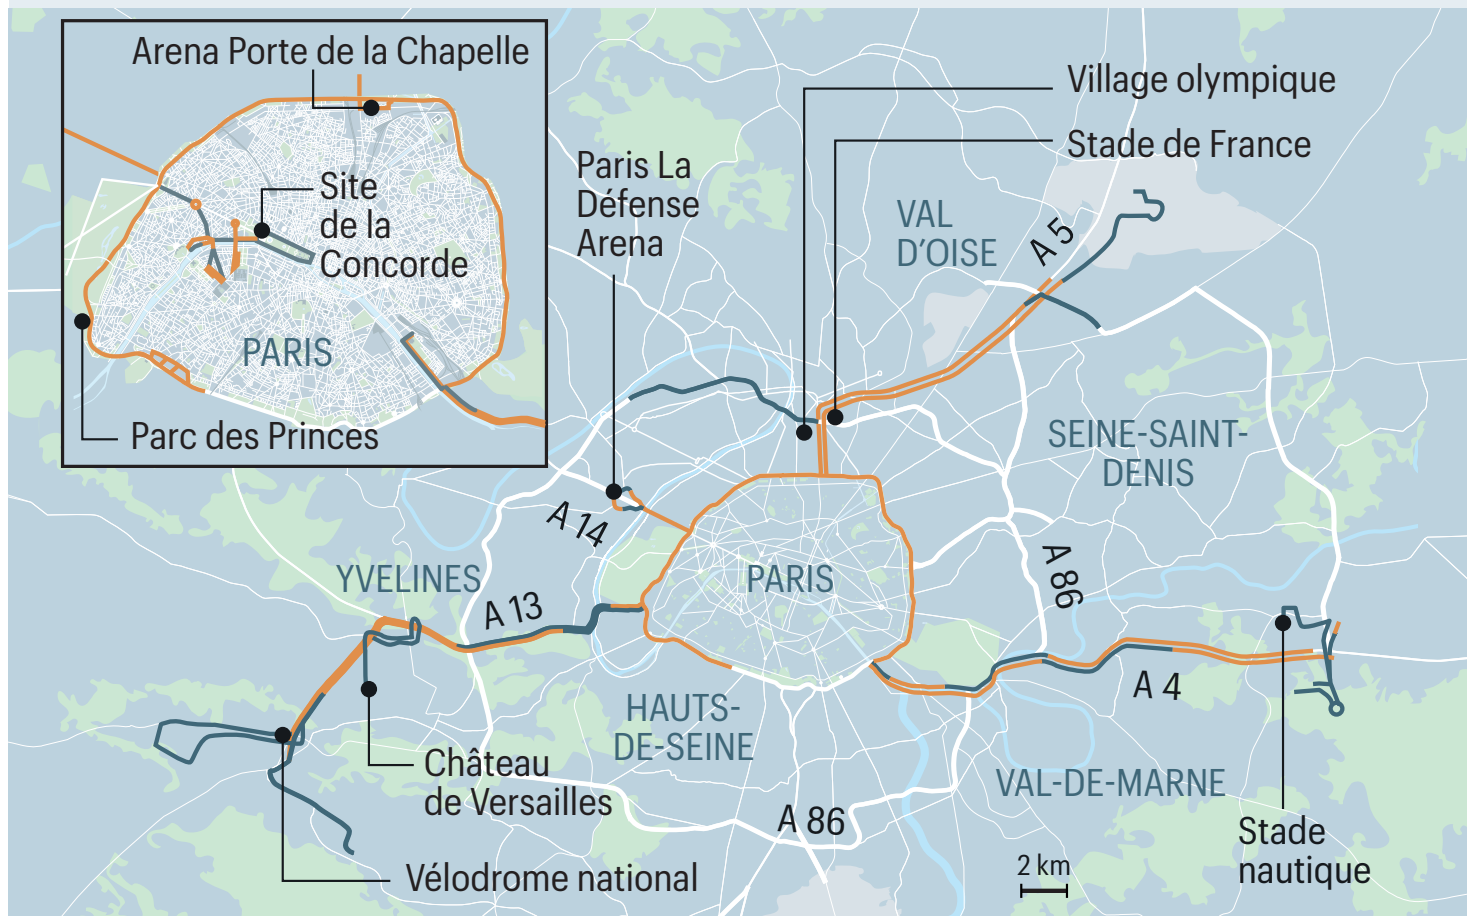 Arena Porte de la Chapelle
Site
de la
Concorde
PARIS
Parc des Princes
Paris La
Défense
Arena
Village olympique
Stade de France
VAL
D'OISE
A 5
SEINE-SAINT-
DENIS
A 14
YVELINES
A 13
PARIS
A 86
HAUTS-
DE-SEINE
A 4
VAL-DE-MARNE
Château
de Versailles
A 86
Stade
nautique
Vélodrome national
2 km